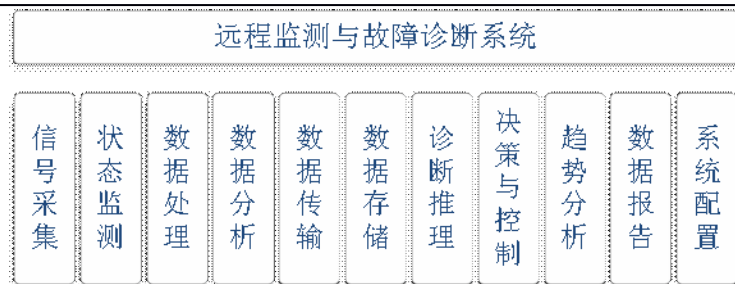 远程监测与故障诊断系统
信号采集
状态监测
数据处理
数据分析
数据传输
数据存储
诊断推理
决策与控制
趋势分析
数据报告
系统配置